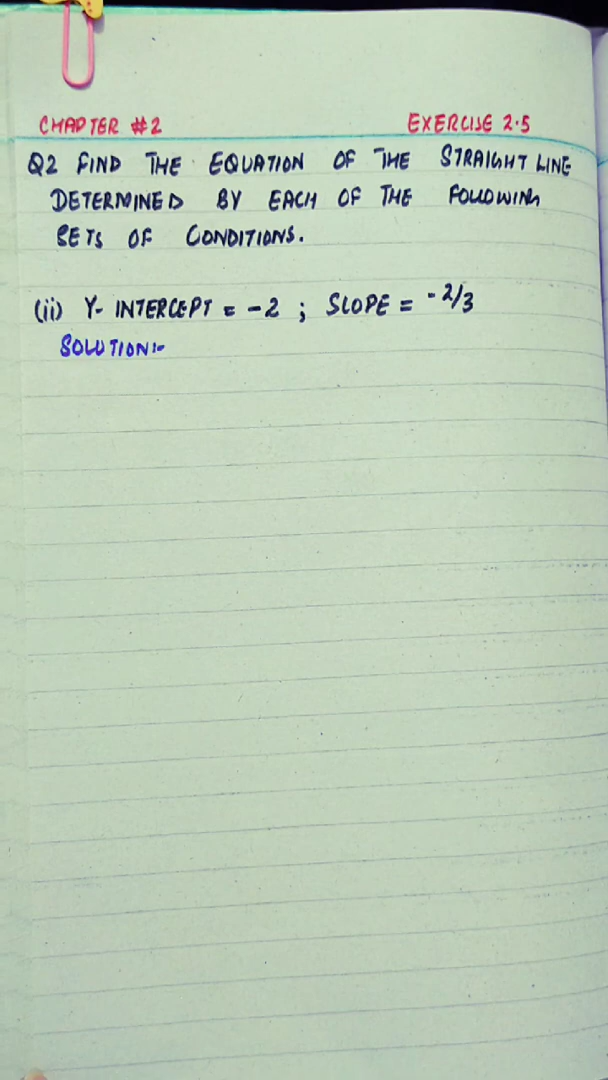 CHAPTER #2 EXERCISE 2.5
Q2 FIND THE EQUATION OF THE STRAIGHT LINE
DETERMINED BY EACH OF THE FOLLOWING
SETS OF CONDITIONS.
(ii) Y-INTERCEPT = -2 ; SLOPE = -2/3
SOLUTION:-